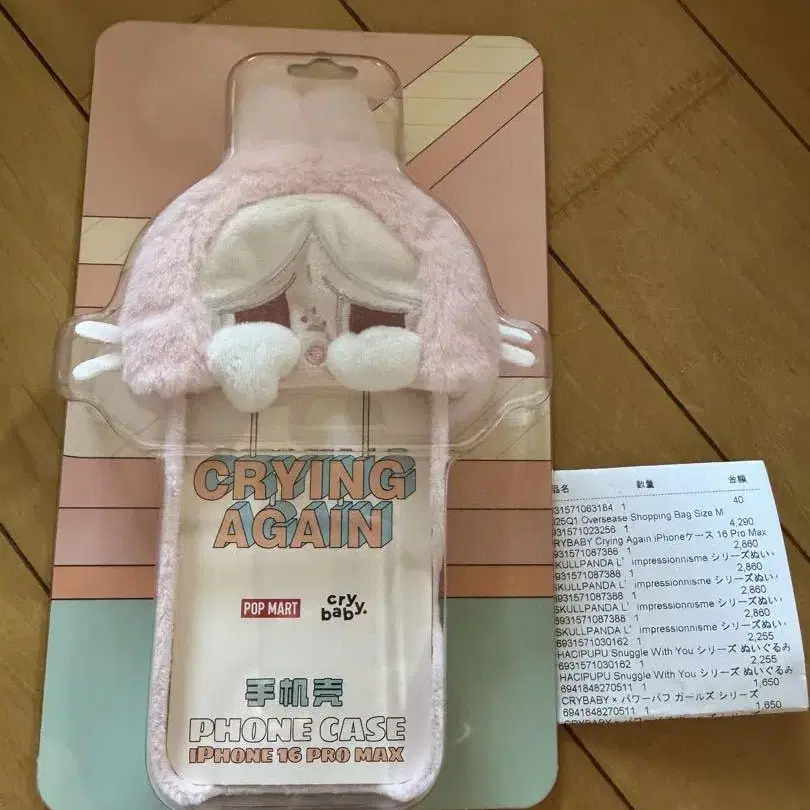 CRYING
AGAIN
POP MART
cry
baby.
手机壳
PHONE CASE
IPHONE 16 PRO MAX
品名 数量 金額
931571063184 1 40
025Q1 Oversease Shopping Bag Size M
931571023256 1 4,290
RYBABY Crying Again iPhoneケース 16 Pro Max
6931571087388 1 2,860
SKULLPANDA L' impressionnisme シリーズぬい
6931571087388 1 2,860
SKULLPANDA L' impressionnisme シリーズぬい
6931571087388 1 2,860
SKULLPANDA L' impressionnisme シリーズぬい
6931571030162 1 2,255
HACIPUPU Snuggle With You シリーズ ぬいぐるみ
6931571030162 1 2,255
HACIPUPU Snuggle With You シリーズ ぬいぐるみ
6941848270511 1 1,650
CRYBABY × パワーパフ ガールズ シリーズ
6941848270511 1 1,650